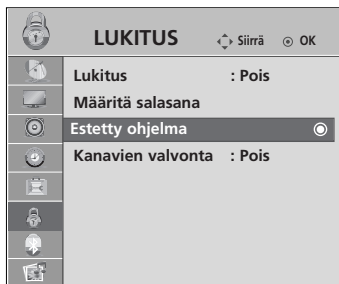 LUKITUS Siirrä OK
Lukitus : Pois
Määritä salasana
Estetty ohjelma
Kanavien valvonta : Pois